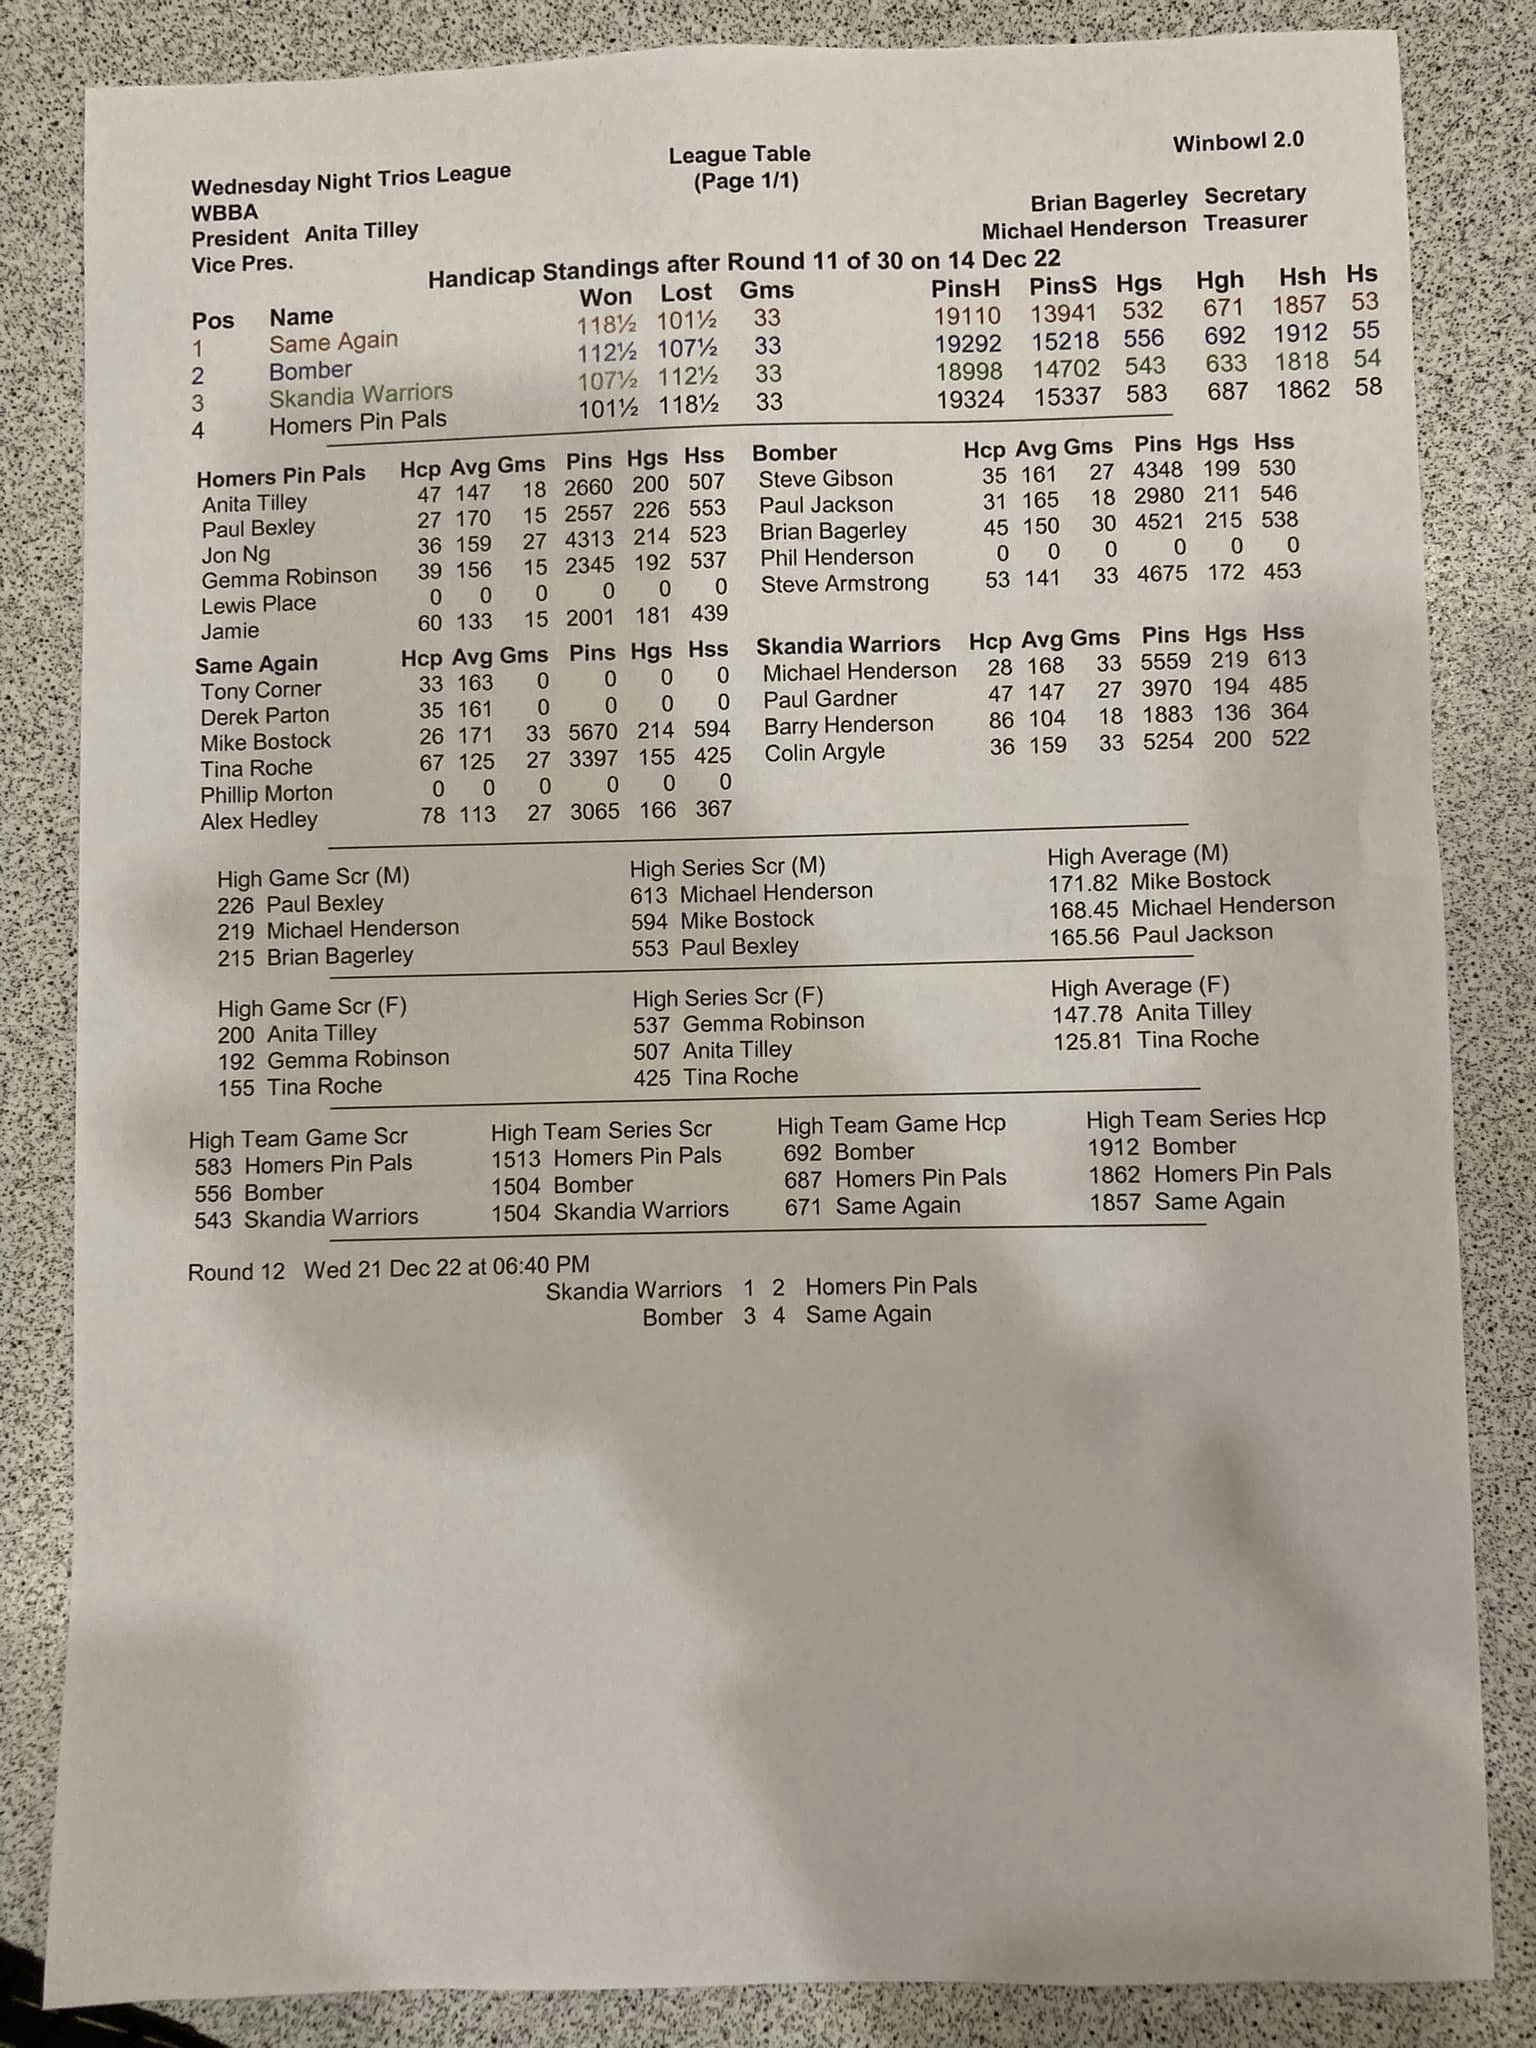 League Table
Winbowl 2.0
Wednesday Night Trios League
(Page 1/1)
WBBA
Brian Bagerley Secretary
President Anita Tilley
Michael Henderson Treasurer
Vice Pres.
Handicap Standings after Round 11 of 30 on 14 Dec 22
Pos Name Won Lost Gms PinsH PinsS Hgs Hgh Hsh Hs
1 Same Again 118½ 101½ 33 19110 13941 532 671 1857 53
2 Bomber 112½ 107½ 33 19292 15218 556 692 1912 55
3 Skandia Warriors 107½ 112½ 33 18998 14702 543 633 1818 54
4 Homers Pin Pals 101½ 118½ 33 19324 15337 583 687 1862 58
Homers Pin Pals Hcp Avg Gms Pins Hgs Hss
Anita Tilley 47 147 18 2660 200 507
Paul Bexley 27 170 15 2557 226 553
Jon Ng 36 159 27 4313 214 523
Gemma Robinson 39 156 15 2345 192 537
Lewis Place 0 0 0 0 0 0
Jamie 60 133 15 2001 181 439
Bomber Hcp Avg Gms Pins Hgs Hss
Steve Gibson 35 161 27 4348 199 530
Paul Jackson 31 165 18 2980 211 546
Brian Bagerley 45 150 30 4521 215 538
Phil Henderson 0 0 0 0 0 0
Steve Armstrong 53 141 33 4675 172 453
Same Again Hcp Avg Gms Pins Hgs Hss
Tony Corner 33 163 0 0 0 0
Derek Parton 35 161 0 0 0 0
Mike Bostock 26 171 33 5670 214 594
Tina Roche 67 125 27 3397 155 425
Phillip Morton 0 0 0 0 0 0
Alex Hedley 78 113 27 3065 166 367
Skandia Warriors Hcp Avg Gms Pins Hgs Hss
Michael Henderson 28 168 33 5559 219 613
Paul Gardner 47 147 27 3970 194 485
Barry Henderson 86 104 18 1883 136 364
Colin Argyle 36 159 33 5254 200 522
High Game Scr (M)
226 Paul Bexley
219 Michael Henderson
215 Brian Bagerley
High Series Scr (M)
613 Michael Henderson
594 Mike Bostock
553 Paul Bexley
High Average (M)
171.82 Mike Bostock
168.45 Michael Henderson
165.56 Paul Jackson
High Game Scr (F)
200 Anita Tilley
192 Gemma Robinson
155 Tina Roche
High Series Scr (F)
537 Gemma Robinson
507 Anita Tilley
425 Tina Roche
High Average (F)
147.78 Anita Tilley
125.81 Tina Roche
High Team Game Scr
583 Homers Pin Pals
556 Bomber
543 Skandia Warriors
High Team Series Scr
1513 Homers Pin Pals
1504 Bomber
1504 Skandia Warriors
High Team Game Hcp
692 Bomber
687 Homers Pin Pals
671 Same Again
High Team Series Hcp
1912 Bomber
1862 Homers Pin Pals
1857 Same Again
Round 12 Wed 21 Dec 22 at 06:40 PM
Skandia Warriors 1 2 Homers Pin Pals
Bomber 3 4 Same Again